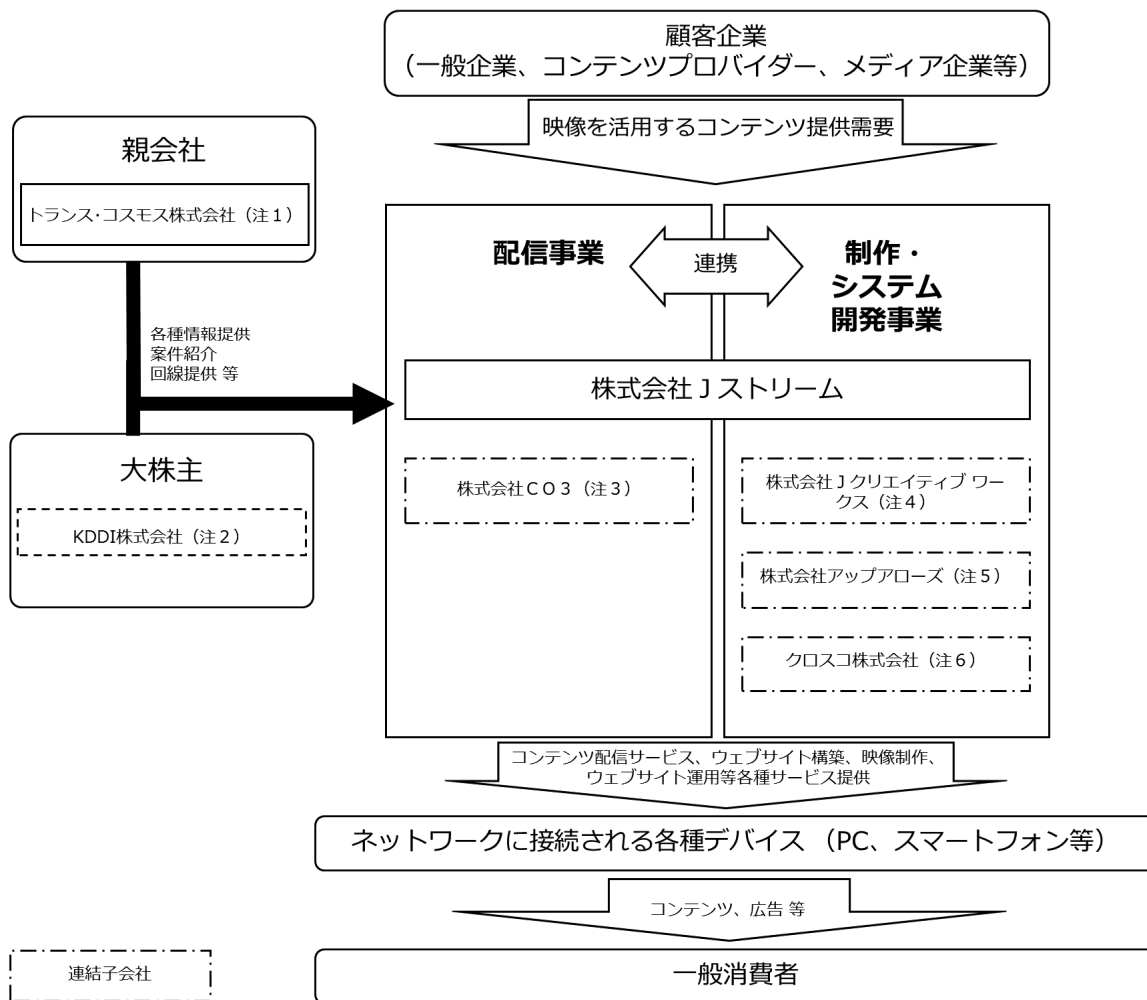 顧客企業
（一般企業、コンテンツプロバイダー、メディア企業等）
映像を活用するコンテンツ提供需要
親会社
トランス・コスモス株式会社（注１）
各種情報提供
案件紹介
回線提供 等
大株主
KDDI株式会社（注２）
配信事業
連携
制作・
システム
開発事業
株式会社Ｊストリーム
株式会社ＣＯ３（注３）
株式会社Ｊクリエイティブ ワー
クス（注４）
株式会社アップアローズ（注５）
クロスコ株式会社（注６）
コンテンツ配信サービス、ウェブサイト構築、映像制作、
ウェブサイト運用等各種サービス提供
ネットワークに接続される各種デバイス （PC、スマートフォン等）
コンテンツ、広告 等
一般消費者
連結子会社